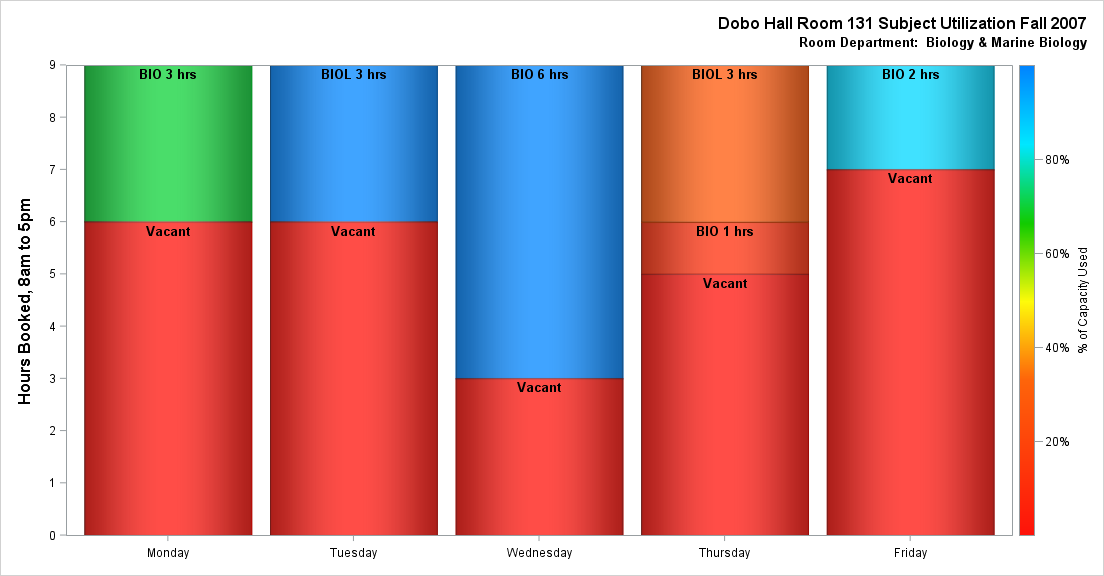 Dobo Hall Room 131 Subject Utilization Fall 2007
Room Department: Biology & Marine Biology
Hours Booked, 8am to 5pm
9
8
7
6
5
4
3
2
1
0
BIO 3 hrs
Vacant
BIOL 3 hrs
Vacant
BIO 6 hrs
Vacant
BIOL 3 hrs
BIO 1 hrs
Vacant
BIO 2 hrs
Vacant
Monday
Tuesday
Wednesday
Thursday
Friday
80%
60%
40%
20%
% of Capacity Used